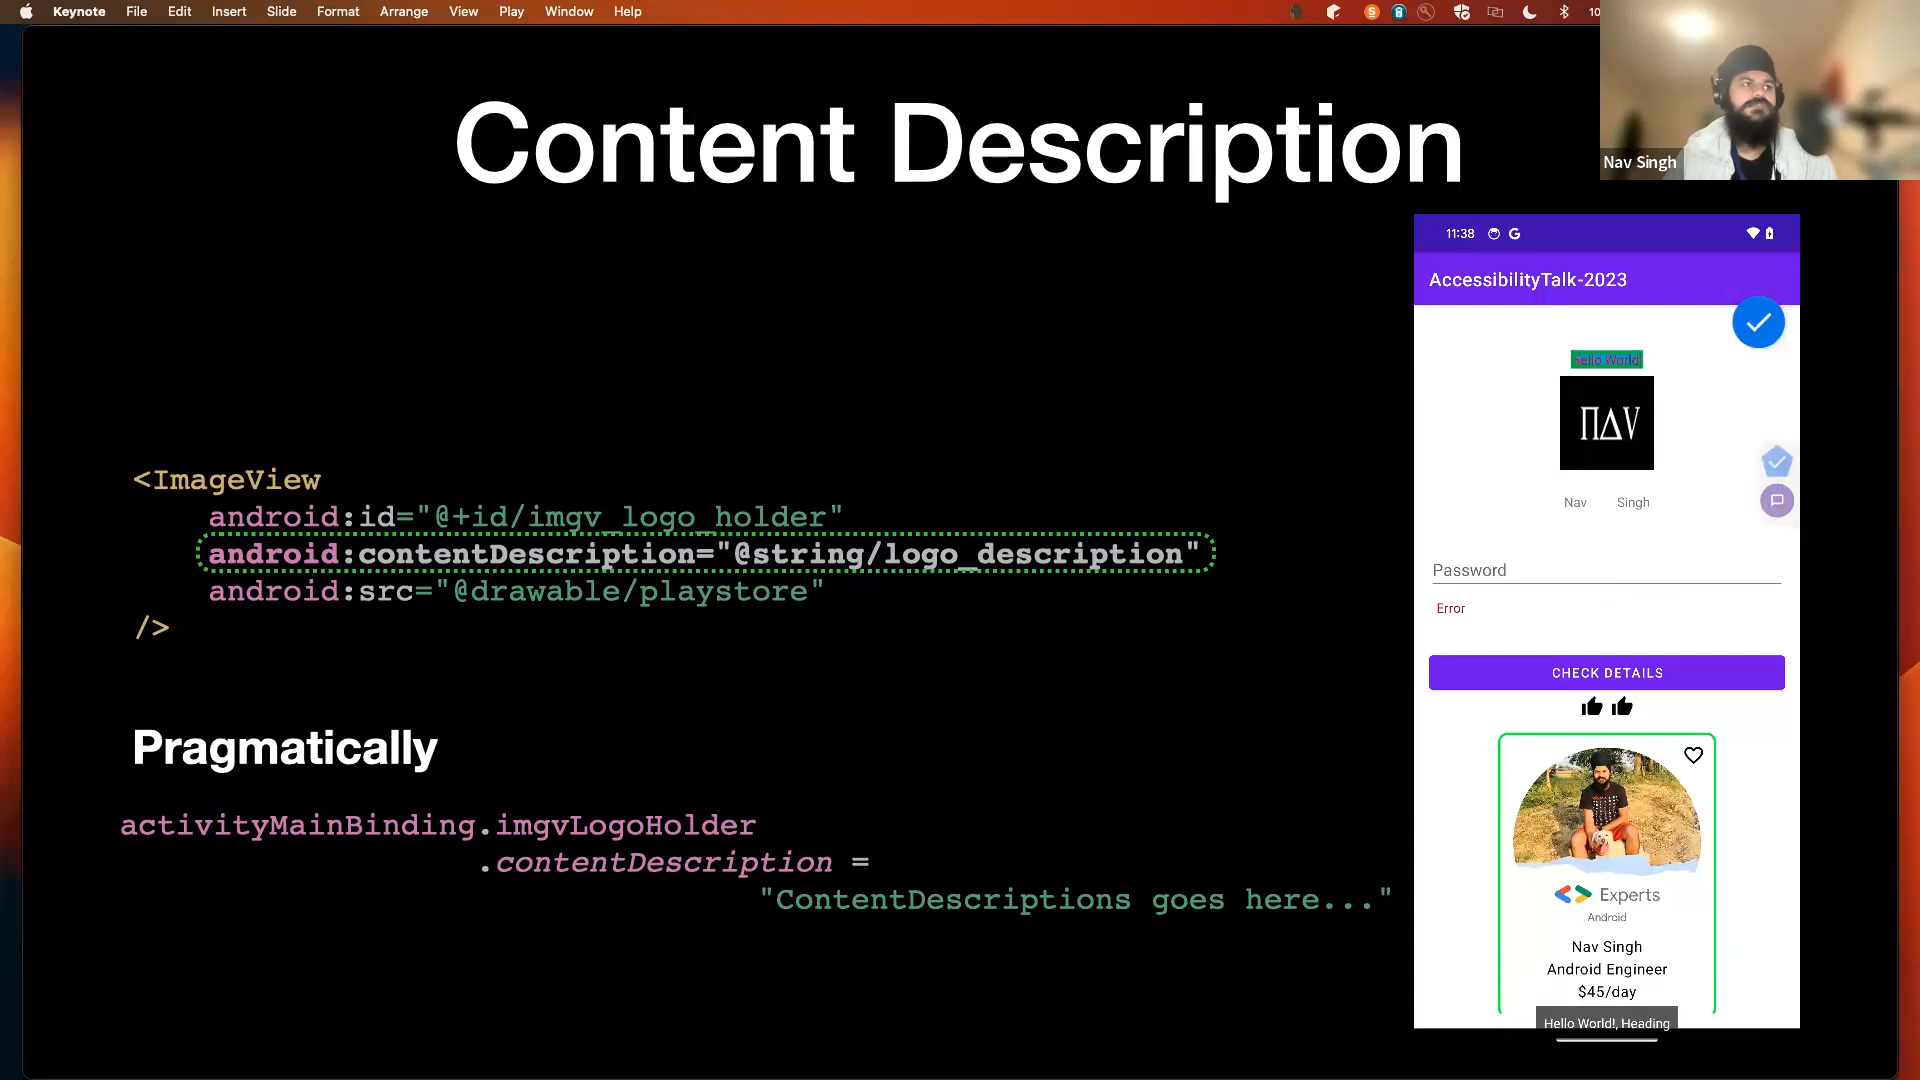 Keynote File Edit Insert Slide Format Arrange View Play Window Help
10
Nav Singh
Content Description
<ImageView
android:id="@+id/imgv_logo_holder"
android:contentDescription="@string/logo_description"
android:src="@drawable/playstore"
/>
Pragmatically
activityMainBinding.imgvLogoHolder
.contentDescription =
"ContentDescriptions goes here..."
11:38 G
AccessibilityTalk-2023
Hello World!
ΠΔV
Nav Singh
Password
Error
CHECK DETAILS
Experts
Android
Nav Singh
Android Engineer
$45/day
Hello World!, Heading